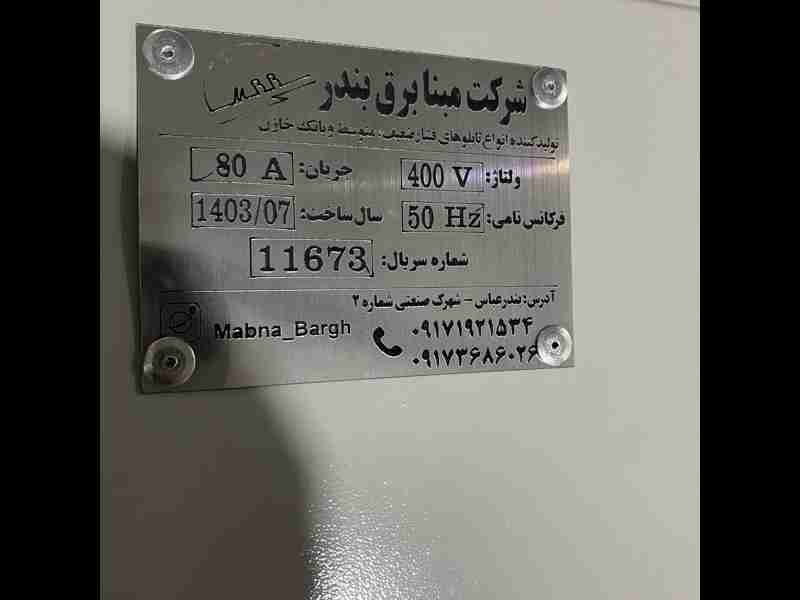 شرکت مبنا برق بندر
MBB
تولیدکننده انواع تابلوهای فشار ضعیف، متوسط و بانک خازن
ولتاژ: 400 V جریان: 80 A
فرکانس نامی: 50 Hz سال ساخت: 1403/07
شماره سریال: 11673
آدرس: بندرعباس - شهرک صنعتی شماره ۲
۰۹۱۷۱۹۲۱۵۳۴
Mabna_Bargh
۰۹۱۷۳۶۸۶۰۲۶